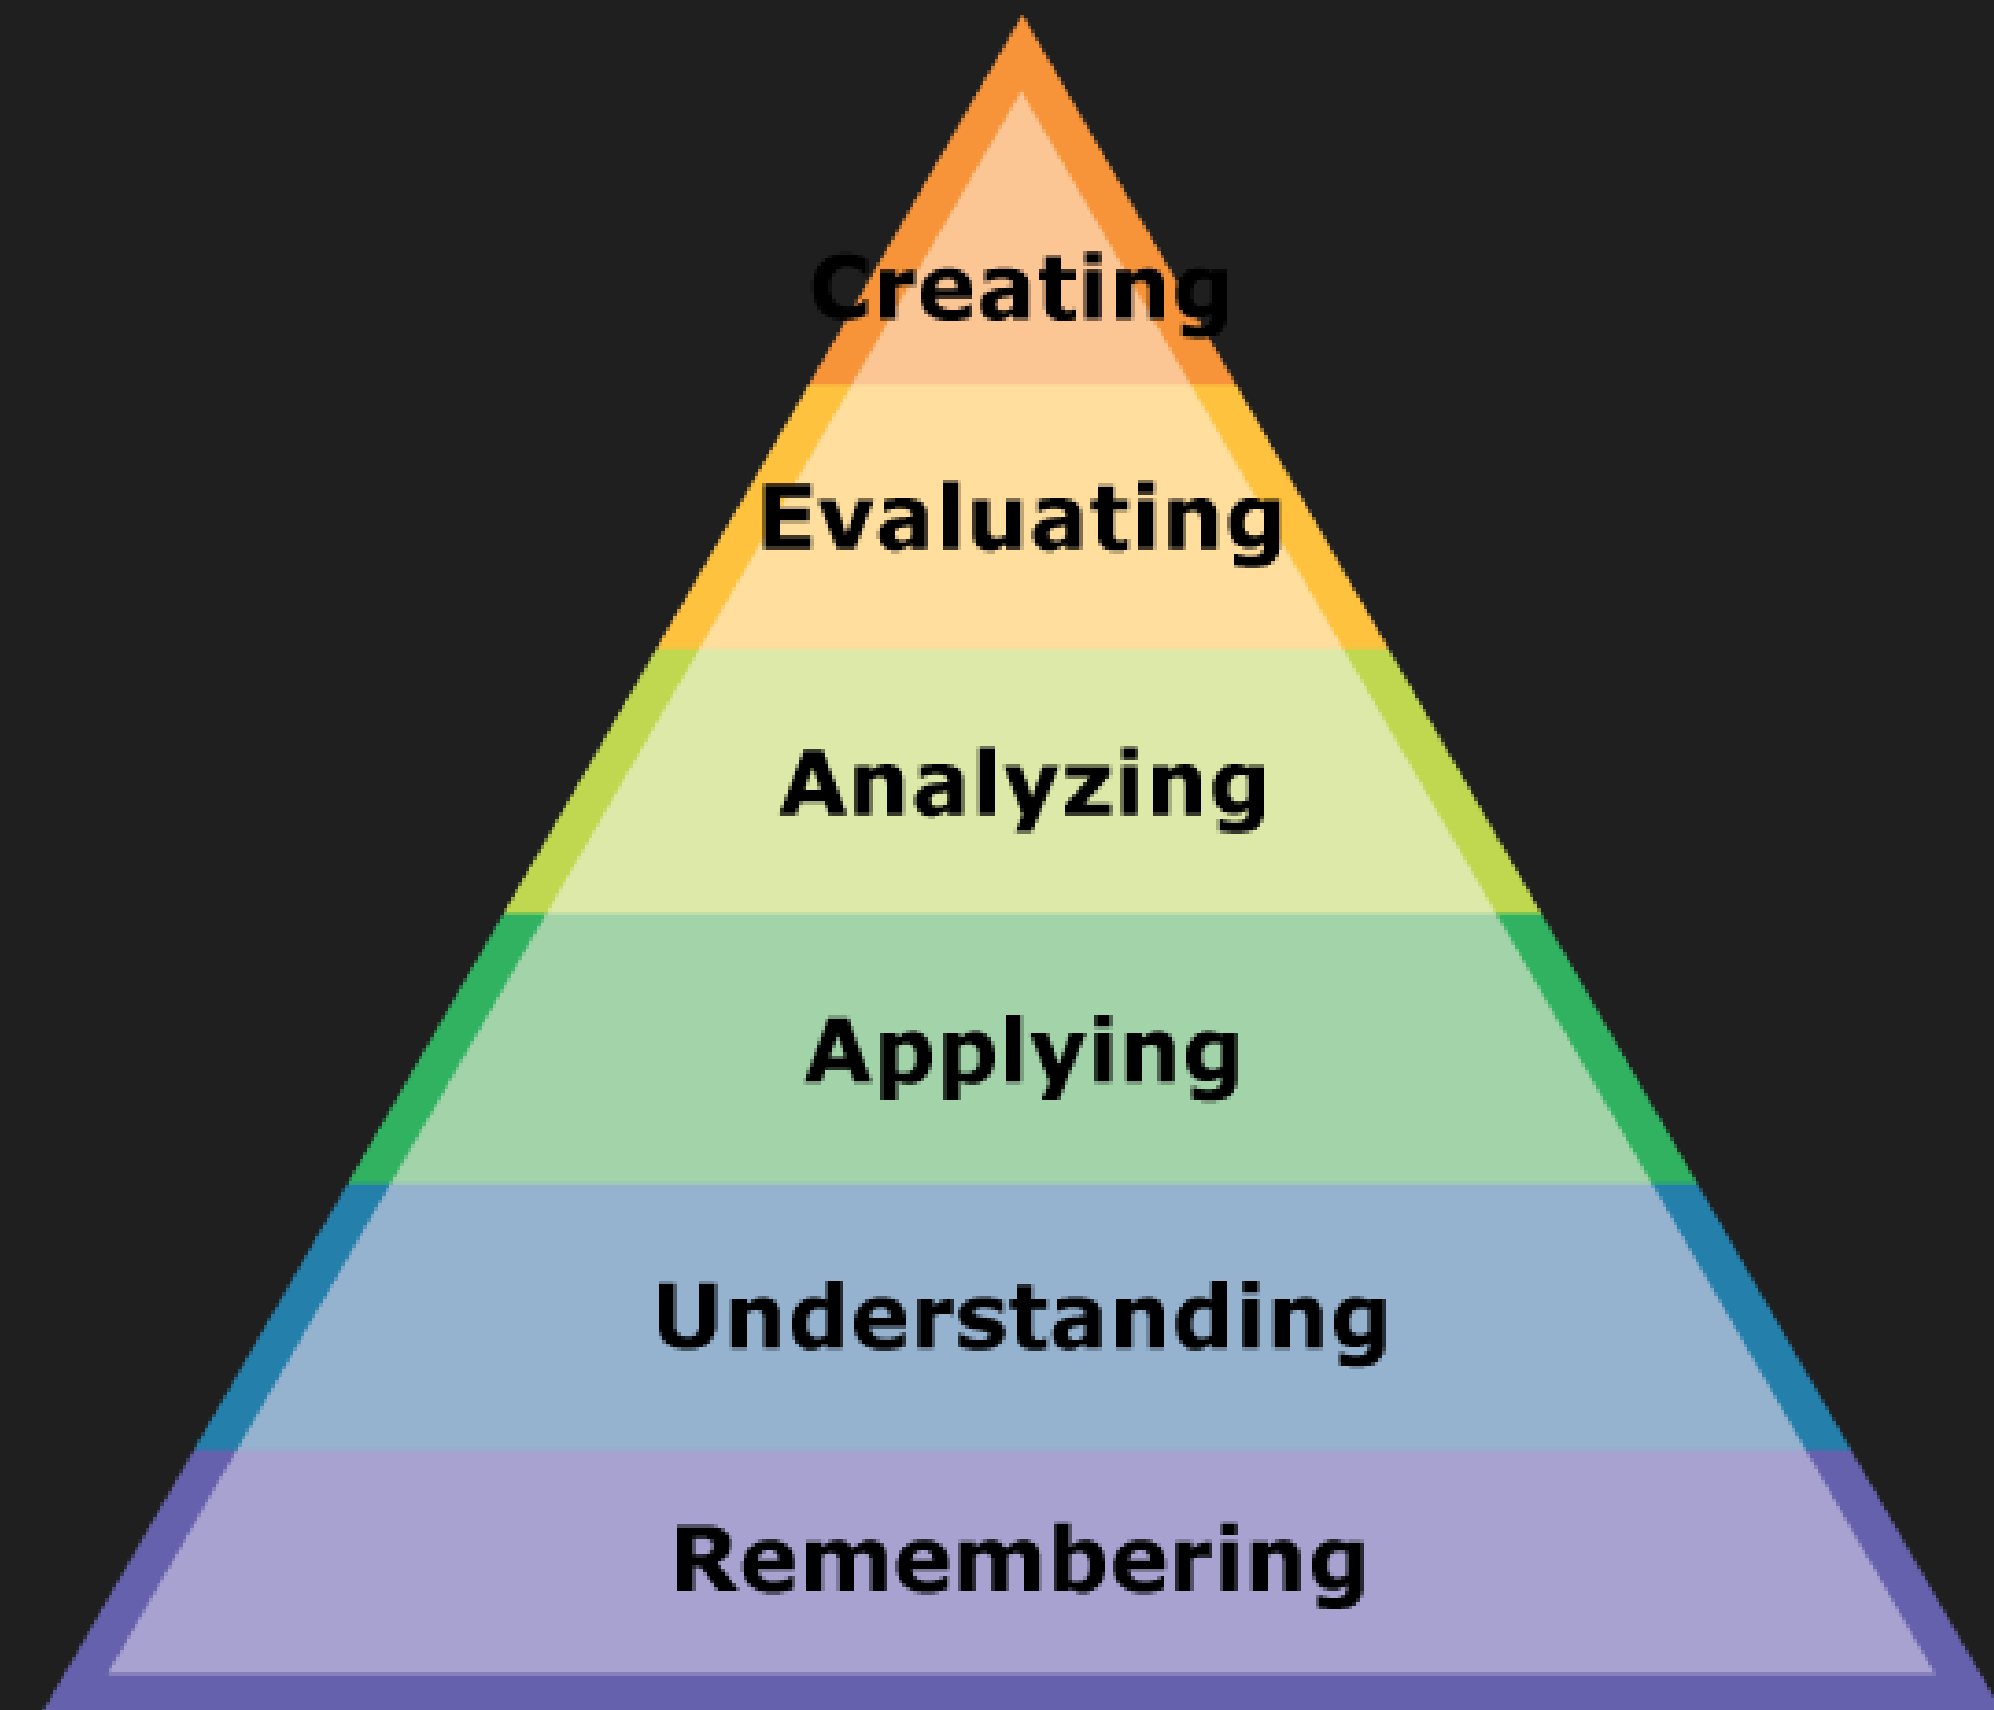 Creating
Evaluating
Analyzing
Applying
Understanding
Remembering